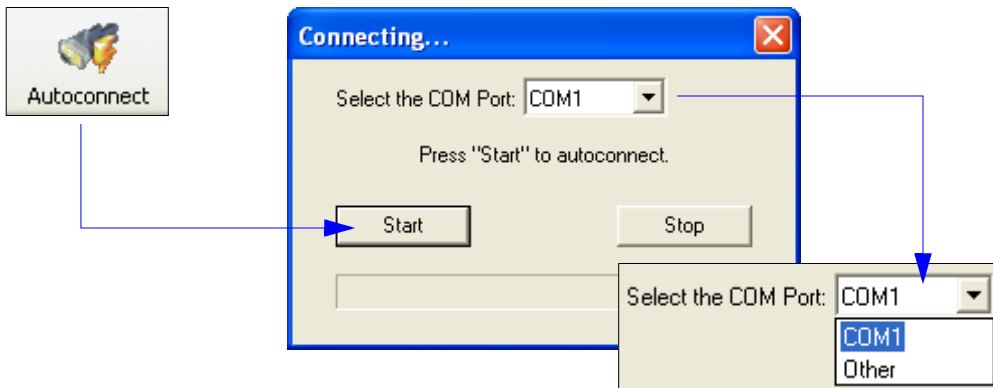 Autoconnect
Connecting...
Select the COM Port: COM1
Press "Start" to autoconnect.
Start Stop
Select the COM Port: COM1
COM1
Other